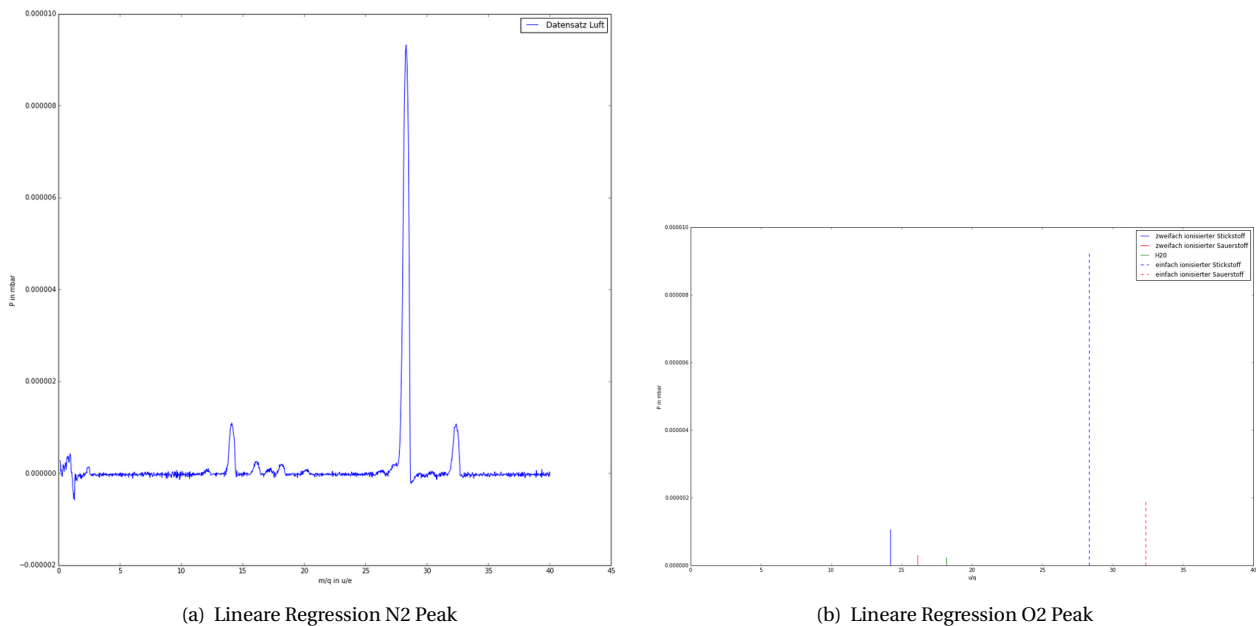 0.000010
0.000008
0.000006
0.000004
0.000002
0.000000
−0.000002
P in mbar
Datensatz Luft
0 5 10 15 20 25 30 35 40 45
m/q in u/e
(a) Lineare Regression N2 Peak
0.000010
0.000008
0.000006
0.000004
0.000002
0.000000
P in mbar
zweifach ionisierter Stickstoff
zweifach ionisierter Sauerstoff
H20
einfach ionisierter Stickstoff
einfach ionisierter Sauerstoff
0 5 10 15 20 25 30 35 40
u/q
(b) Lineare Regression O2 Peak